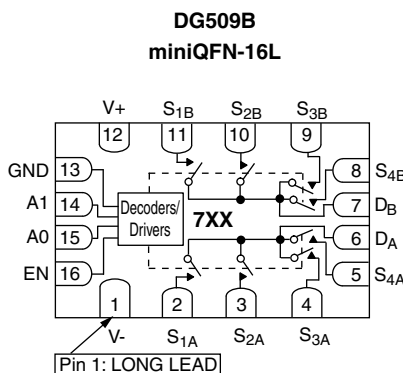 DG509B
miniQFN-16L
V+ S1B S2B S3B
12 11 10 9
GND 13 8 S4B
A1 14 Decoders/ 7XX 7 DB
Drivers
A0 15 6 DA
EN 16 5 S4A
1 2 3 4
V- S1A S2A S3A
Pin 1: LONG LEAD